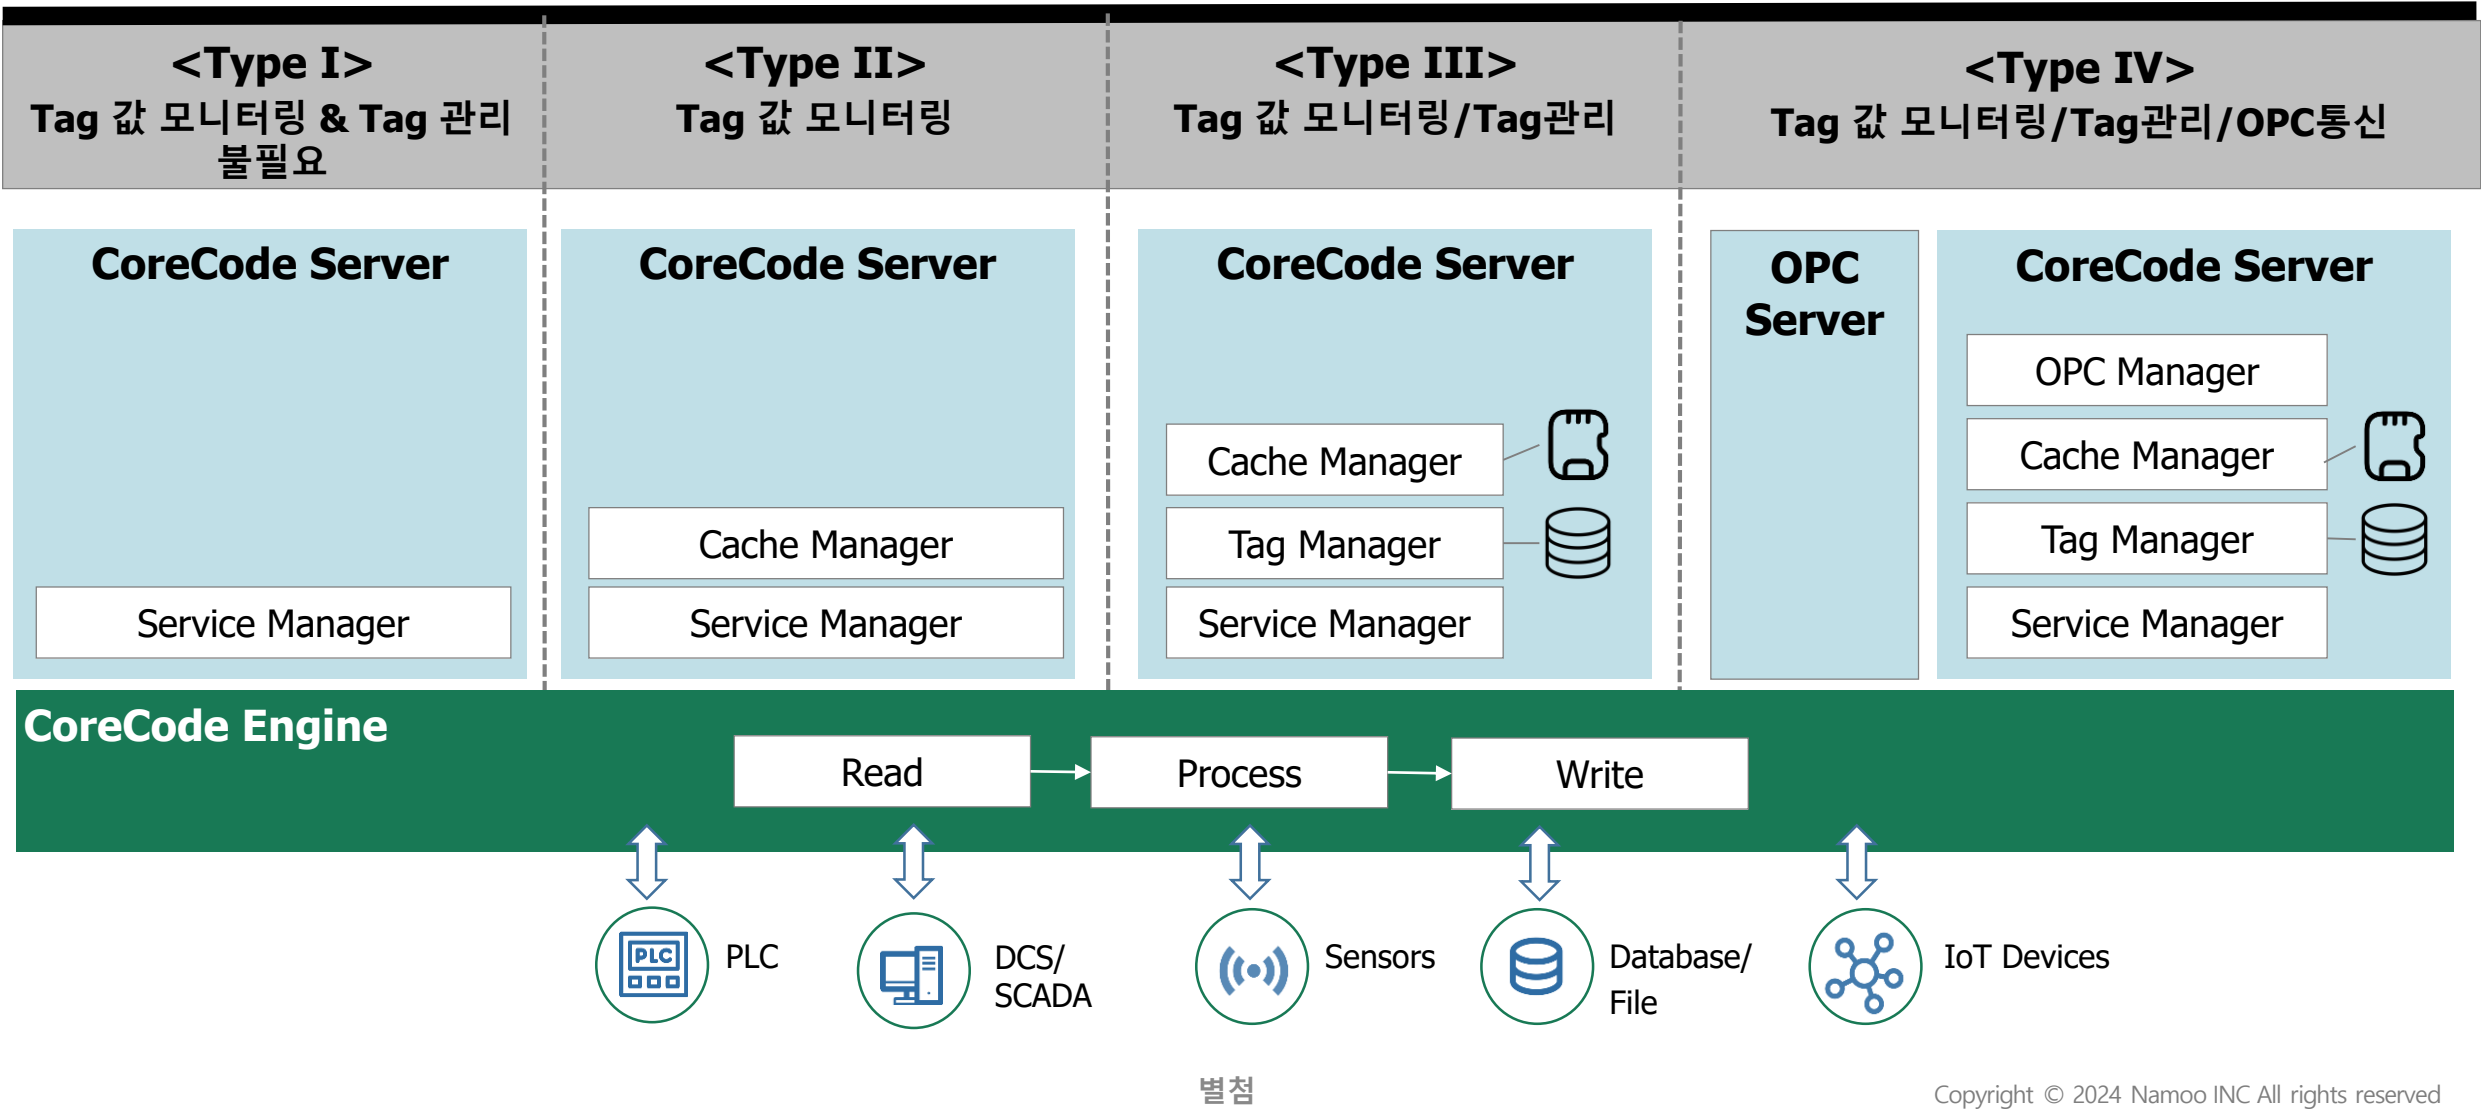 <Type I>
Tag 값 모니터링 & Tag 관리
불필요
<Type II>
Tag 값 모니터링
<Type III>
Tag 값 모니터링/Tag관리
<Type IV>
Tag 값 모니터링/Tag관리/OPC통신
CoreCode Server
Service Manager
CoreCode Server
Cache Manager
Service Manager
CoreCode Server
Cache Manager
Tag Manager
Service Manager
OPC
Server
CoreCode Server
OPC Manager
Cache Manager
Tag Manager
Service Manager
CoreCode Engine
Read
Process
Write
PLC
PLC
DCS/
SCADA
Sensors
Database/
File
IoT Devices
별첨
Copyright © 2024 Namoo INC All rights reserved